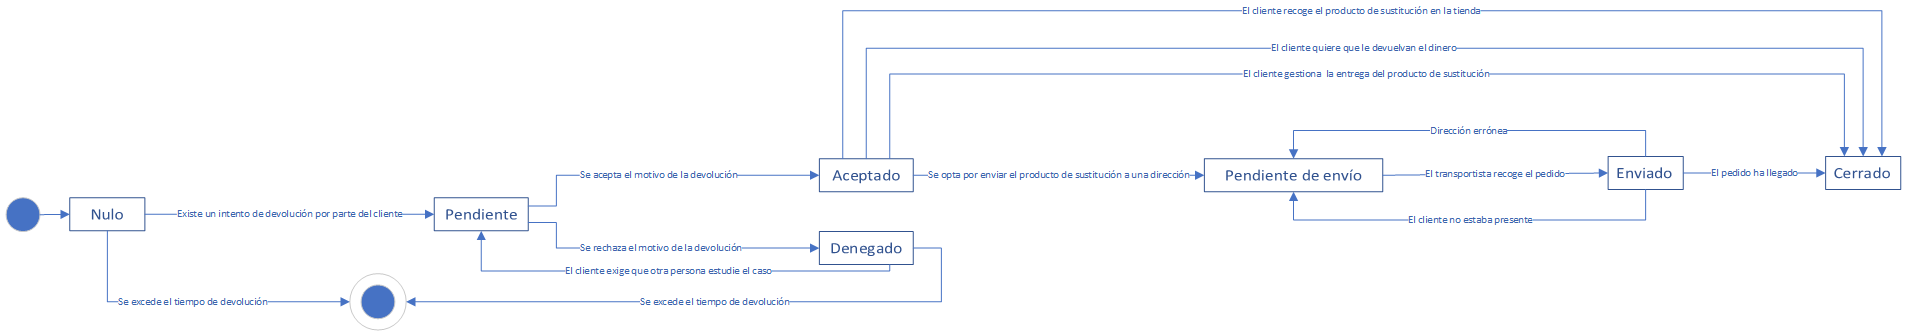 El cliente recoge el producto de sustitución en la tienda
El cliente quiere que le devuelvan el dinero
El cliente gestiona la entrega del producto de sustitución
Dirección errónea
Se acepta el motivo de la devolución
Aceptado
Se opta por enviar el producto de sustitución a una dirección
Pendiente de envío
El transportista recoge el pedido
Enviado
El pedido ha llegado
Cerrado
Nulo
Existe un intento de devolución por parte del cliente
Pendiente
El cliente no estaba presente
Se rechaza el motivo de la devolución
Denegado
El cliente exige que otra persona estudie el caso
Se excede el tiempo de devolución
Se excede el tiempo de devolución